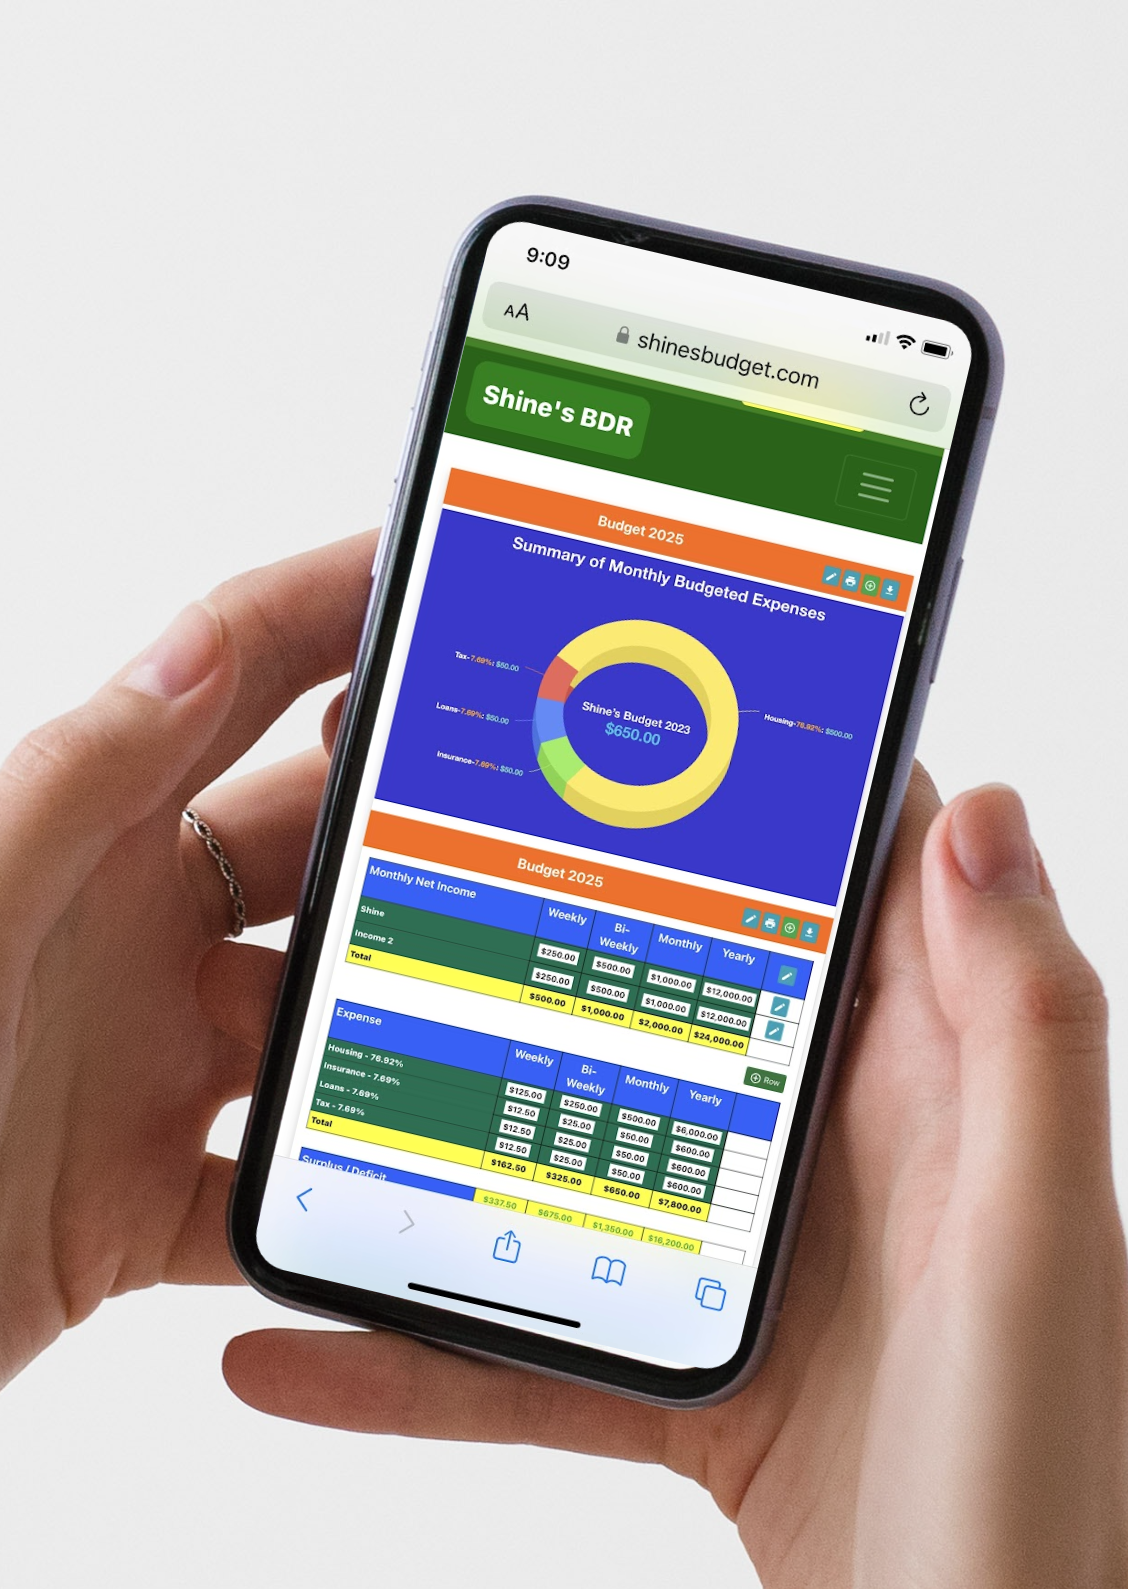 9:09
AA
shinesbudget.com
Shine's BDR
Budget 2025
Summary of Monthly Budgeted Expenses
Tax-7.69%: $50.00
Loans-7.69%: $50.00
Insurance-7.69%: $50.00
Shine's Budget 2023
$650.00
Housing-76.92%: $500.00
Budget 2025
Monthly Net Income Weekly Bi-Weekly Monthly Yearly
Shine $250.00 $500.00 $1,000.00 $12,000.00
Income 2 $250.00 $500.00 $1,000.00 $12,000.00
Total $500.00 $1,000.00 $2,000.00 $24,000.00
Row
Expense Weekly Bi-Weekly Monthly Yearly
Housing - 76.92% $125.00 $250.00 $500.00 $6,000.00
Insurance - 7.69% $12.50 $25.00 $50.00 $600.00
Loans - 7.69% $12.50 $25.00 $50.00 $600.00
Tax - 7.69% $12.50 $25.00 $50.00 $600.00
Total $162.50 $325.00 $650.00 $7,800.00
Surplus / Deficit $337.50 $675.00 $1,350.00 $16,200.00